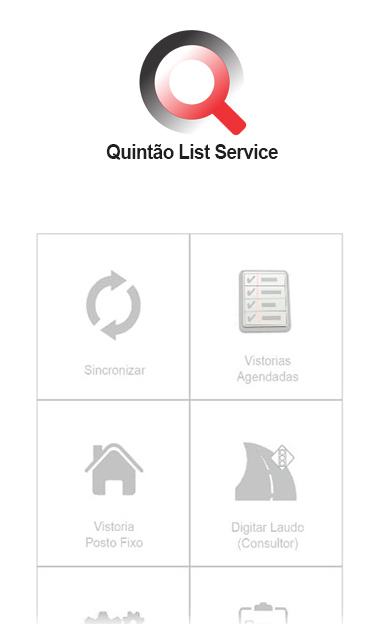 Quintão List Service
Sincronizar
Vistorias
Agendadas
Vistoria
Posto Fixo
Digitar Laudo
(Consultor)